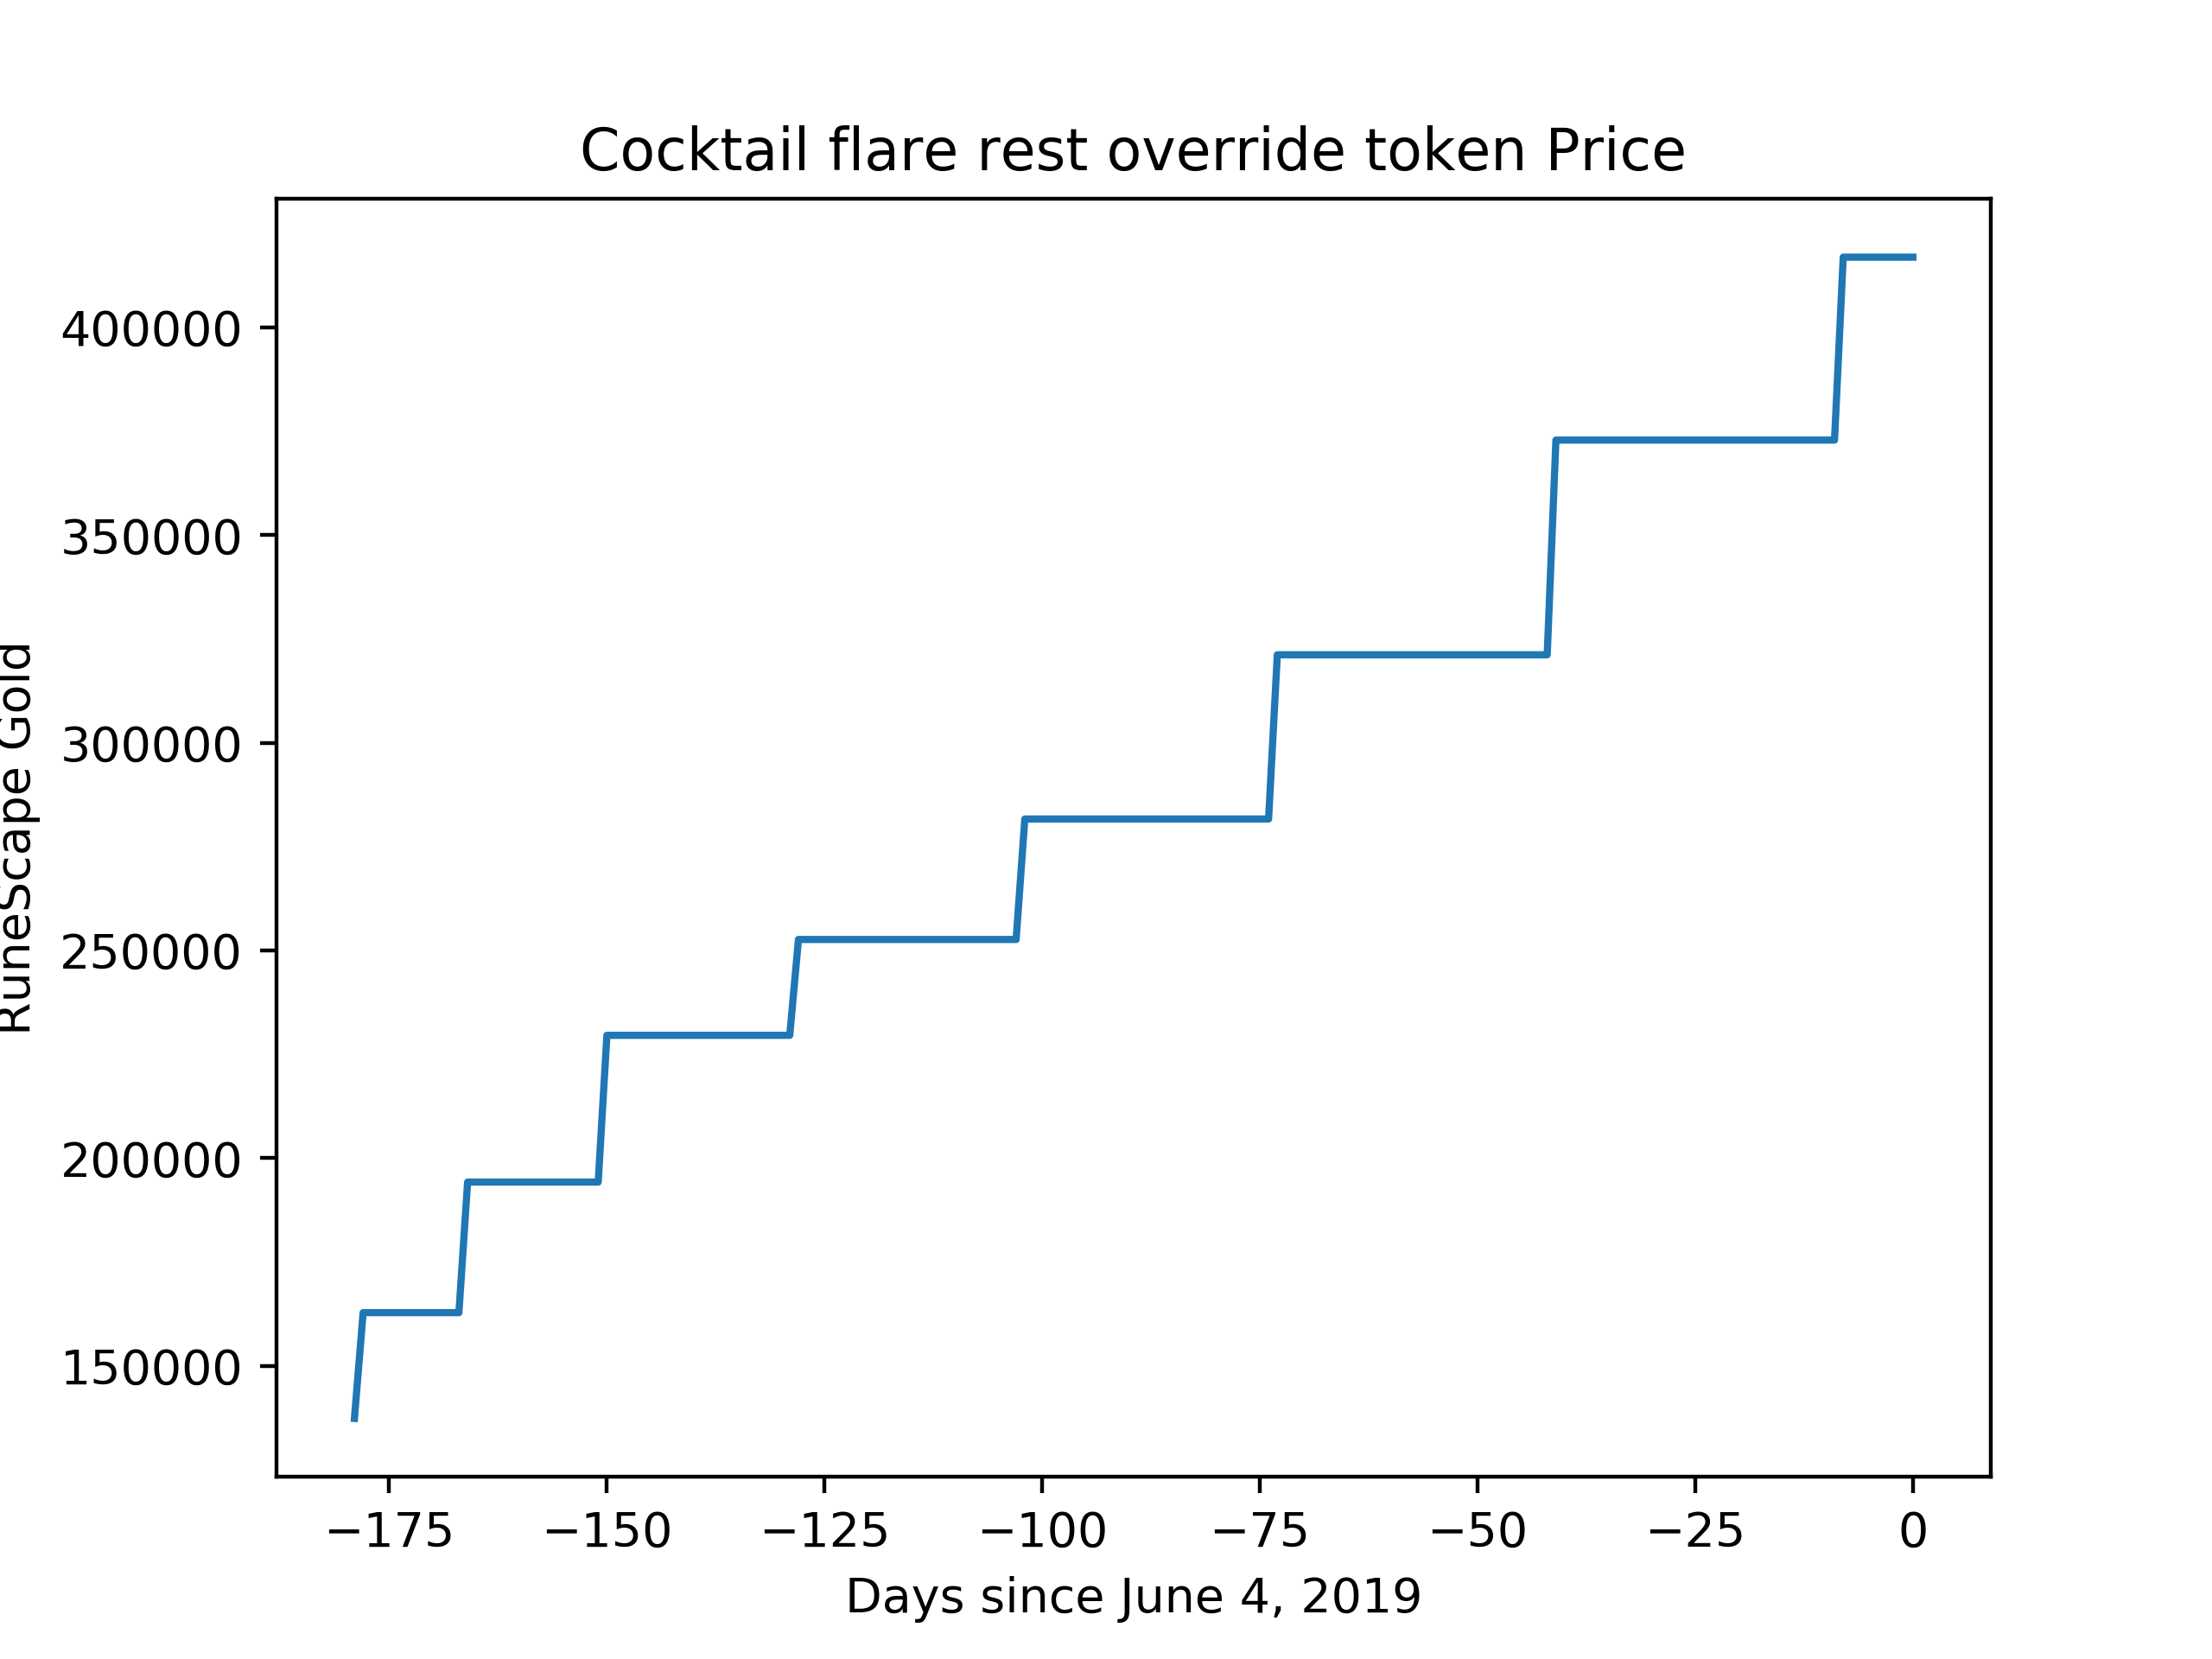 Cocktail flare rest override token Price
RuneScape Gold
400000
350000
300000
250000
200000
150000
−175 −150 −125 −100 −75 −50 −25 0
Days since June 4, 2019